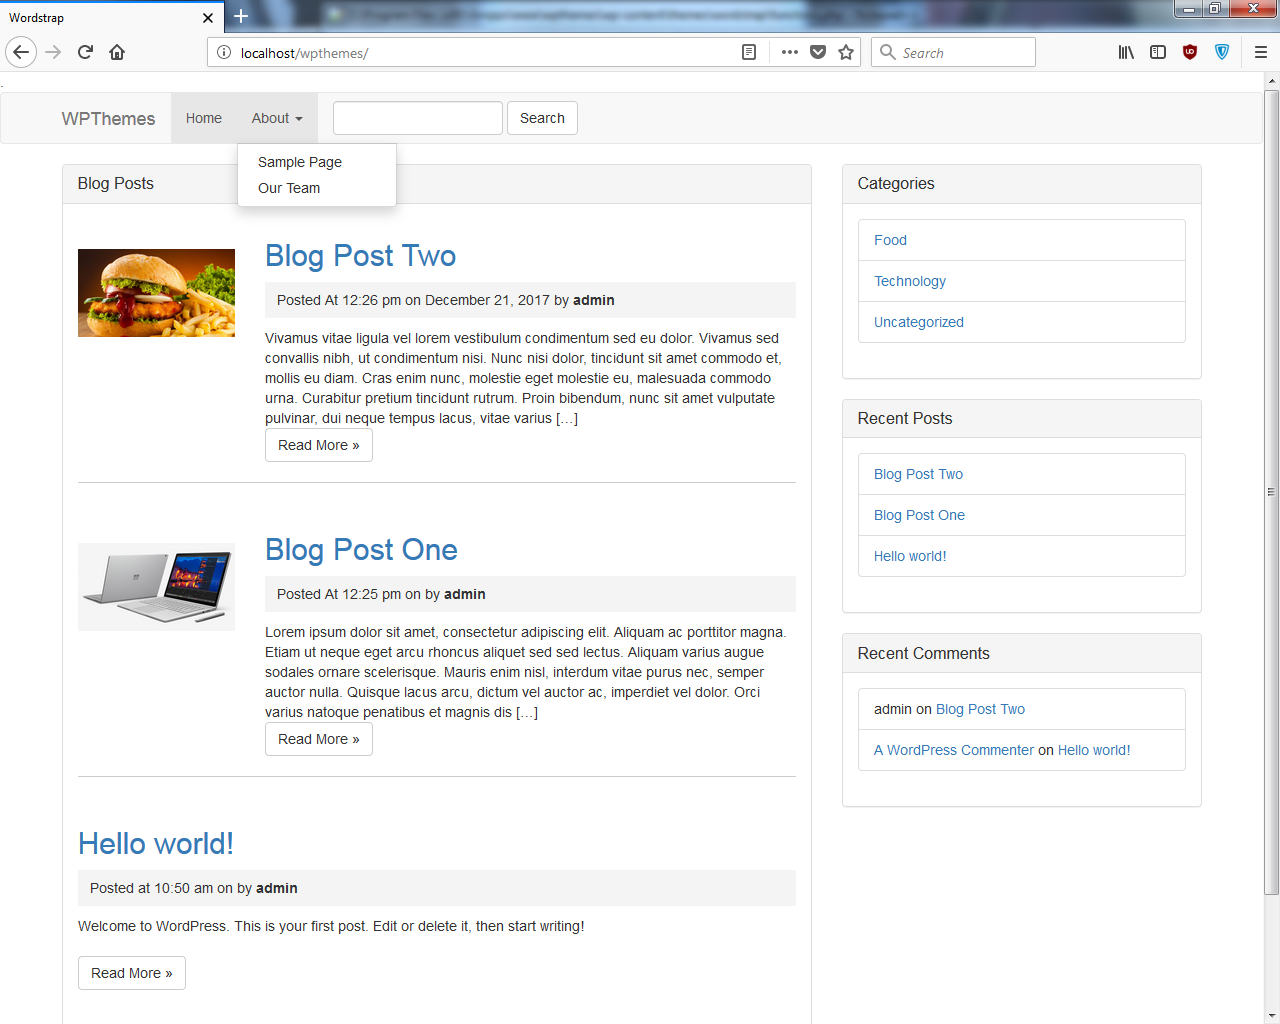 Wordstrap
localhost/wpthemes/
Search
WPThemes
Home
About
Search
Sample Page
Our Team
Blog Posts
Blog Post Two
Posted At 12:26 pm on December 21, 2017 by admin
Vivamus vitae ligula vel lorem vestibulum condimentum sed eu dolor. Vivamus sed
convallis nibh, ut condimentum nisi. Nunc nisi dolor, tincidunt sit amet commodo et,
mollis eu diam. Cras enim nunc, molestie eget molestie eu, malesuada commodo
urna. Curabitur pretium tincidunt rutrum. Proin bibendum, nunc sit amet vulputate
pulvinar, dui neque tempus lacus, vitae varius […]
Read More »
Blog Post One
Posted At 12:25 pm on by admin
Lorem ipsum dolor sit amet, consectetur adipiscing elit. Aliquam ac porttitor magna.
Etiam ut neque eget arcu rhoncus aliquet sed sed lectus. Aliquam varius augue
sodales ornare scelerisque. Mauris enim nisl, interdum vitae purus nec, semper
auctor nulla. Quisque lacus arcu, dictum vel auctor ac, imperdiet vel dolor. Orci
varius natoque penatibus et magnis dis […]
Read More »
Hello world!
Posted at 10:50 am on by admin
Welcome to WordPress. This is your first post. Edit or delete it, then start writing!
Read More »
Categories
Food
Technology
Uncategorized
Recent Posts
Blog Post Two
Blog Post One
Hello world!
Recent Comments
admin on Blog Post Two
A WordPress Commenter on Hello world!